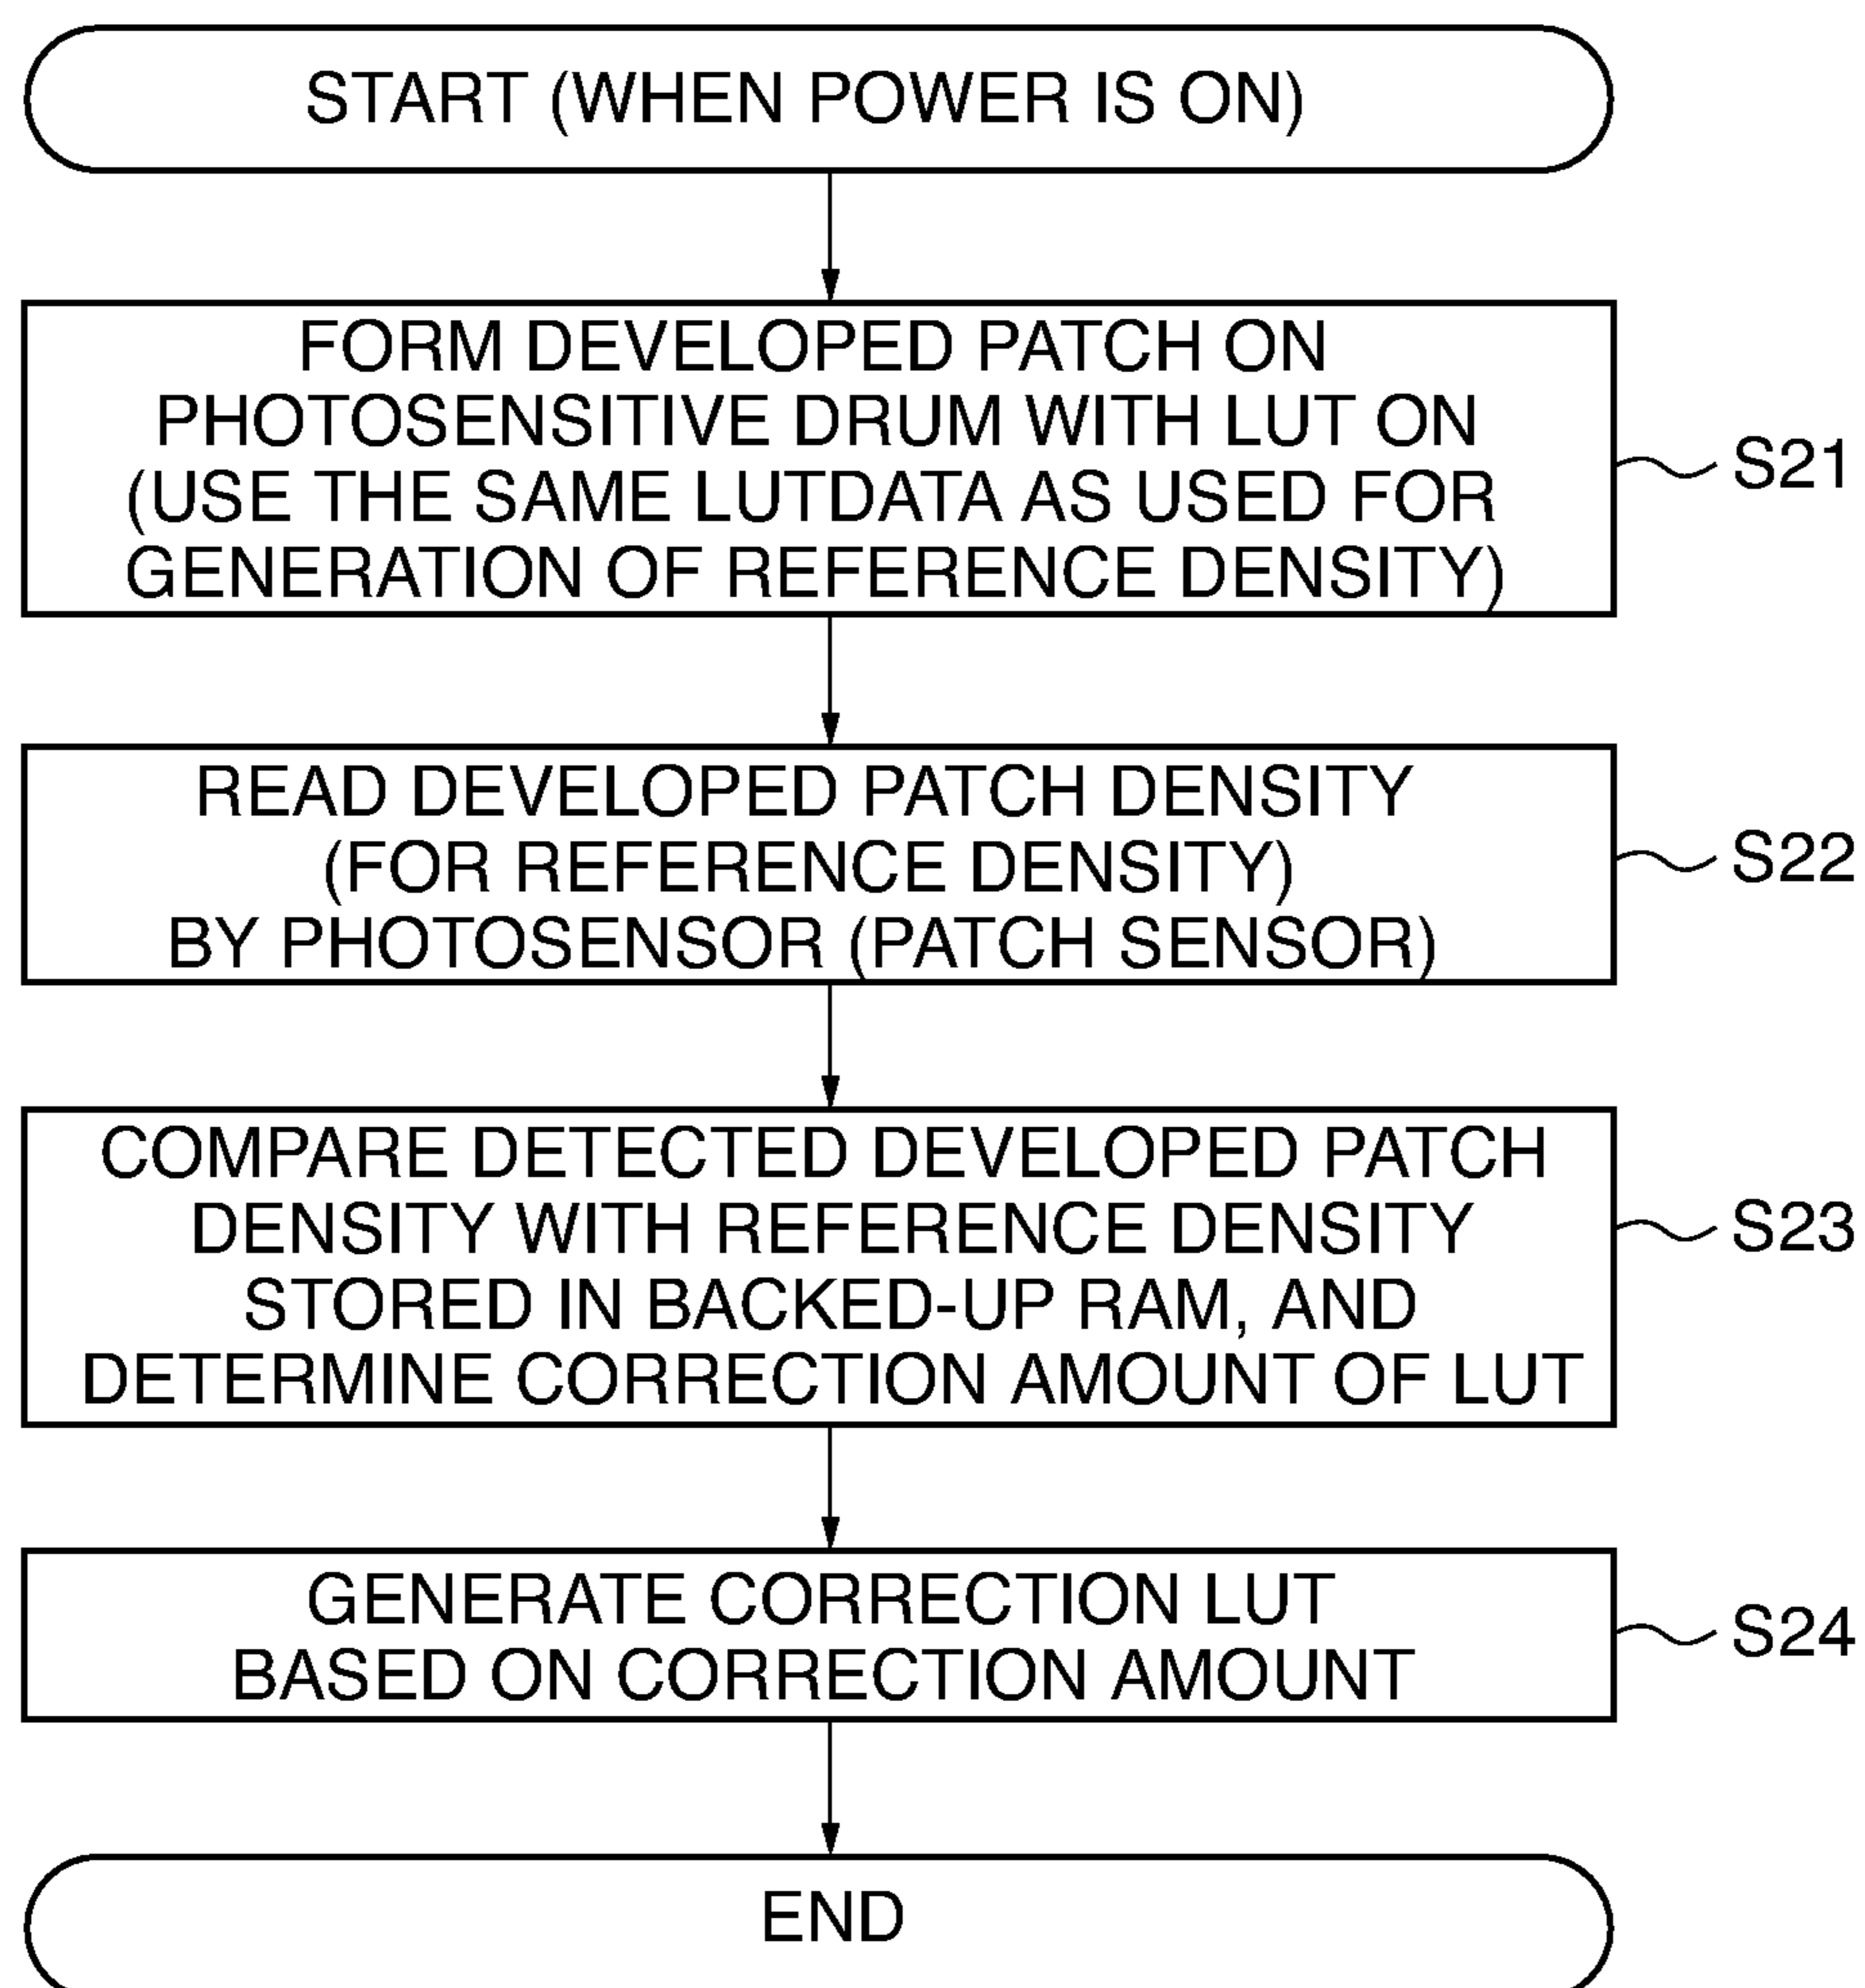 START (WHEN POWER IS ON)
FORM DEVELOPED PATCH ON
PHOTOSENSITIVE DRUM WITH LUT ON
(USE THE SAME LUTDATA AS USED FOR
GENERATION OF REFERENCE DENSITY)
S21
READ DEVELOPED PATCH DENSITY
(FOR REFERENCE DENSITY)
BY PHOTOSENSOR (PATCH SENSOR)
S22
COMPARE DETECTED DEVELOPED PATCH
DENSITY WITH REFERENCE DENSITY
STORED IN BACKED-UP RAM, AND
DETERMINE CORRECTION AMOUNT OF LUT
S23
GENERATE CORRECTION LUT
BASED ON CORRECTION AMOUNT
S24
END